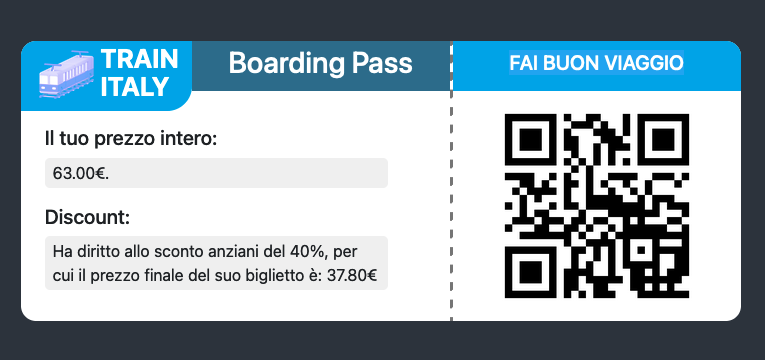 TRAIN
ITALY
Boarding Pass
FAI BUON VIAGGIO
Il tuo prezzo intero:
63.00€.
Discount:
Ha diritto allo sconto anziani del 40%, per
cui il prezzo finale del suo biglietto è: 37.80€